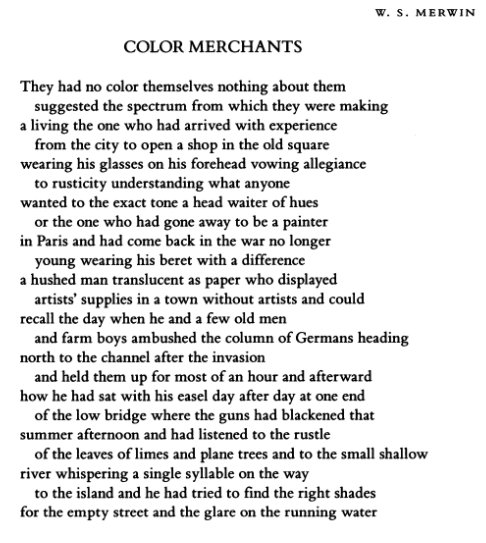 W. S. MERWIN
COLOR MERCHANTS
They had no color themselves nothing about them
suggested the spectrum from which they were making
a living the one who had arrived with experience
from the city to open a shop in the old square
wearing his glasses on his forehead vowing allegiance
to rusticity understanding what anyone
wanted to the exact tone a head waiter of hues
or the one who had gone away to be a painter
in Paris and had come back in the war no longer
young wearing his beret with a difference
a hushed man translucent as paper who displayed
artists' supplies in a town without artists and could
recall the day when he and a few old men
and farm boys ambushed the column of Germans heading
north to the channel after the invasion
and held them up for most of an hour and afterward
how he had sat with his easel day after day at one end
of the low bridge where the guns had blackened that
summer afternoon and had listened to the rustle
of the leaves of limes and plane trees and to the small shallow
river whispering a single syllable on the way
to the island and he had tried to find the right shades
for the empty street and the glare on the running water